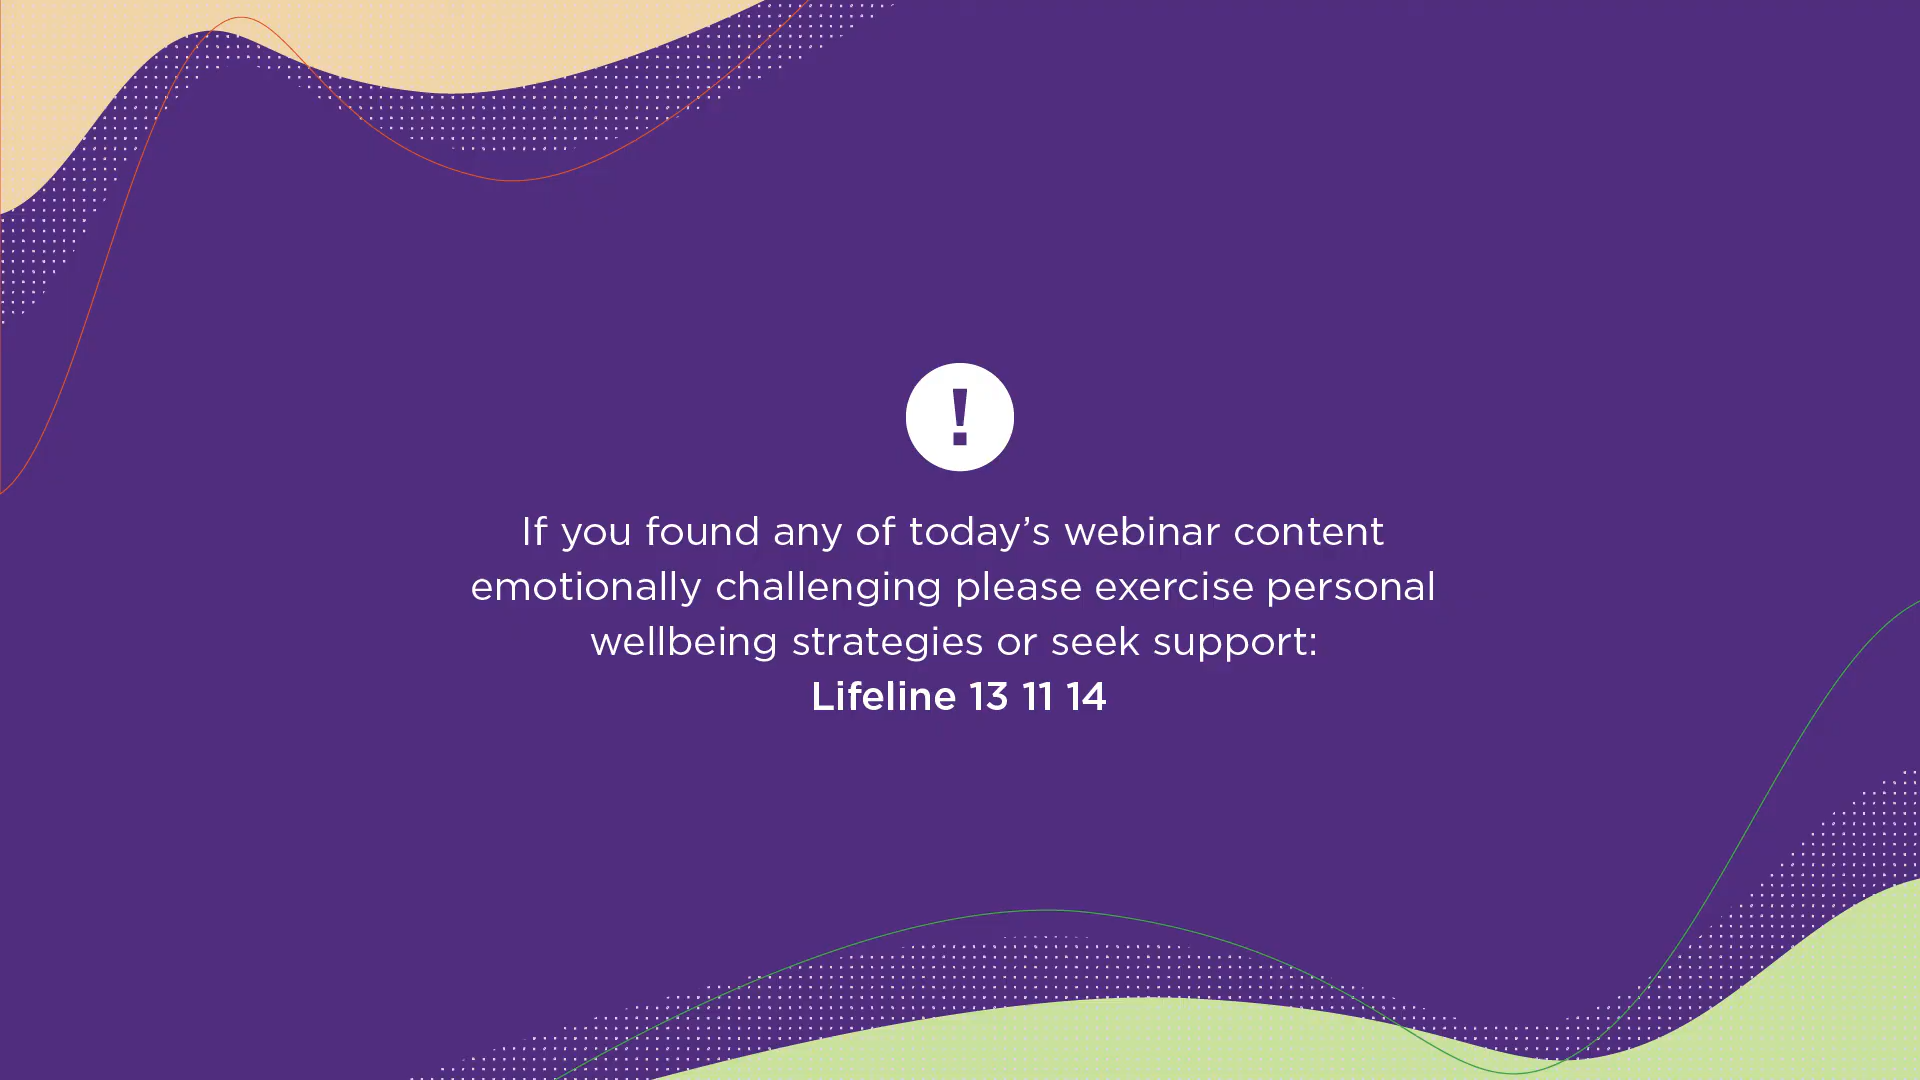 !
If you found any of today’s webinar content
emotionally challenging please exercise personal
wellbeing strategies or seek support:
Lifeline 13 11 14